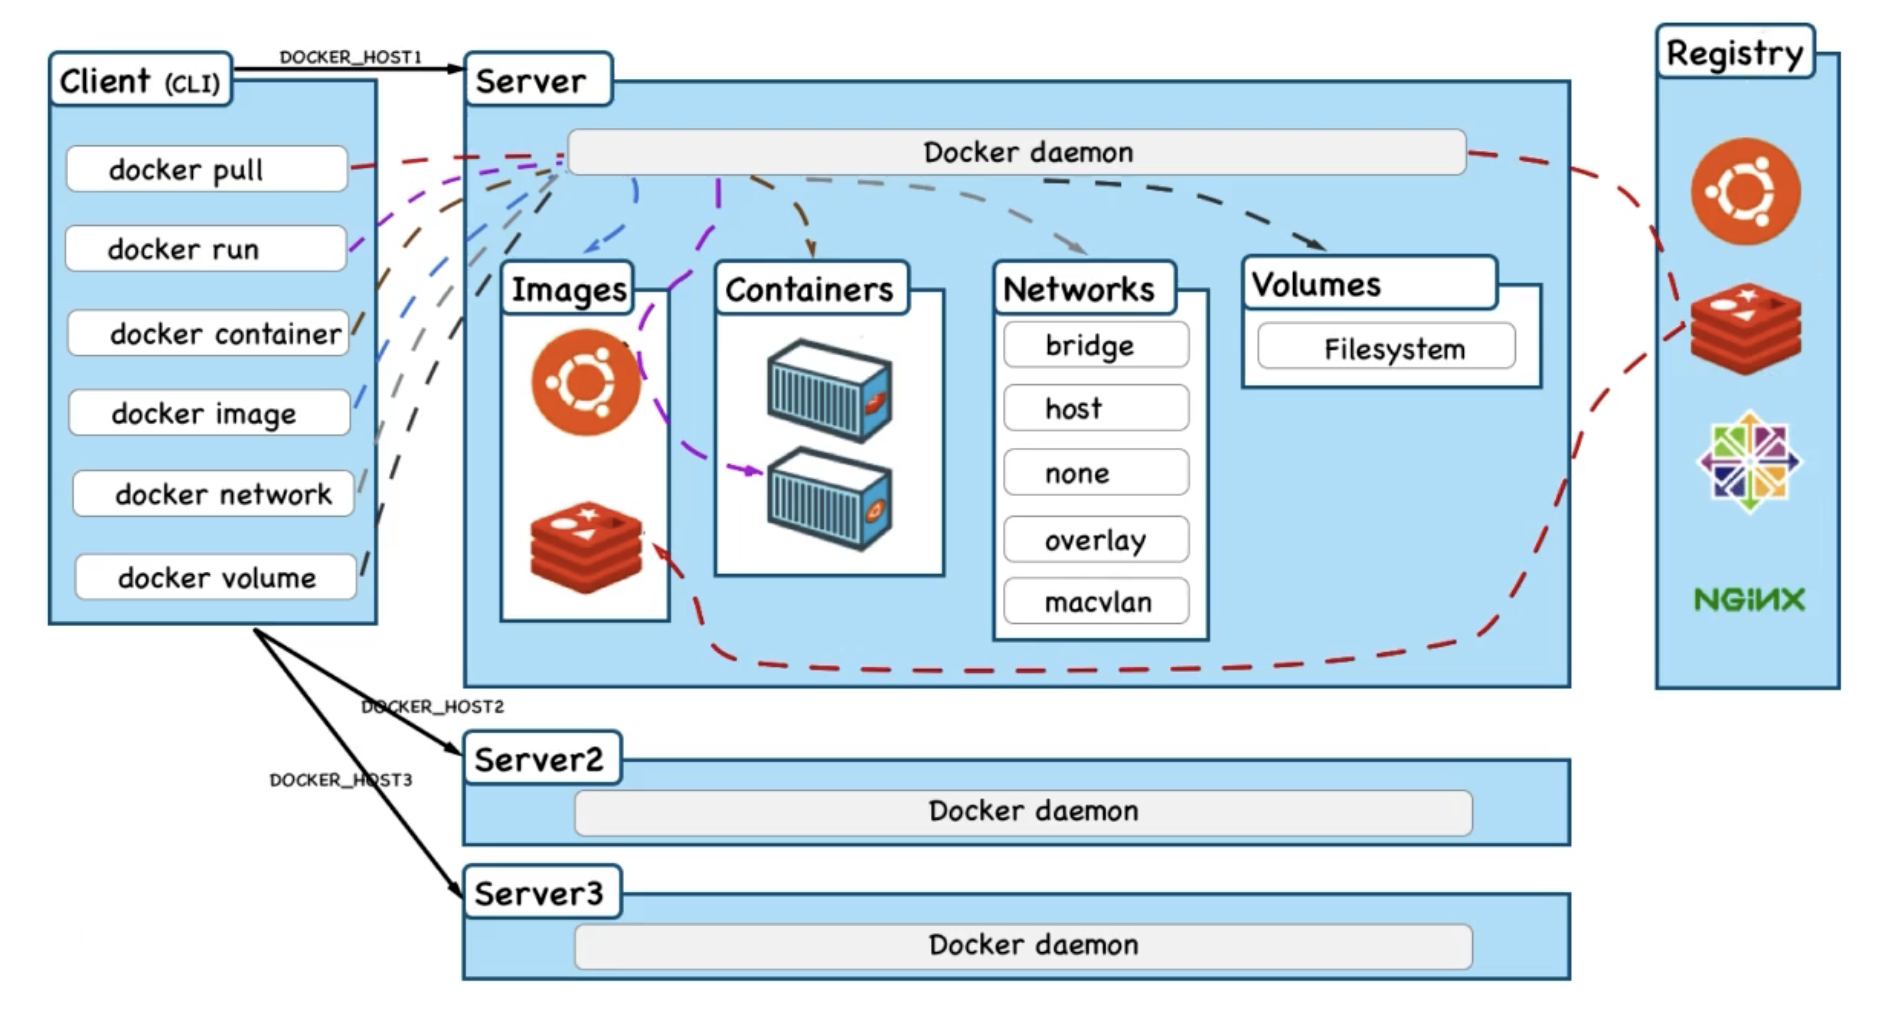 Client (CLI)
docker pull
docker run
docker container
docker image
docker network
docker volume
DOCKER_HOST1
DOCKER_HOST2
DOCKER_HOST3
Server
Docker daemon
Images
Containers
Networks
bridge
host
none
overlay
macvlan
Volumes
Filesystem
Server2
Docker daemon
Server3
Docker daemon
Registry
NGiNX